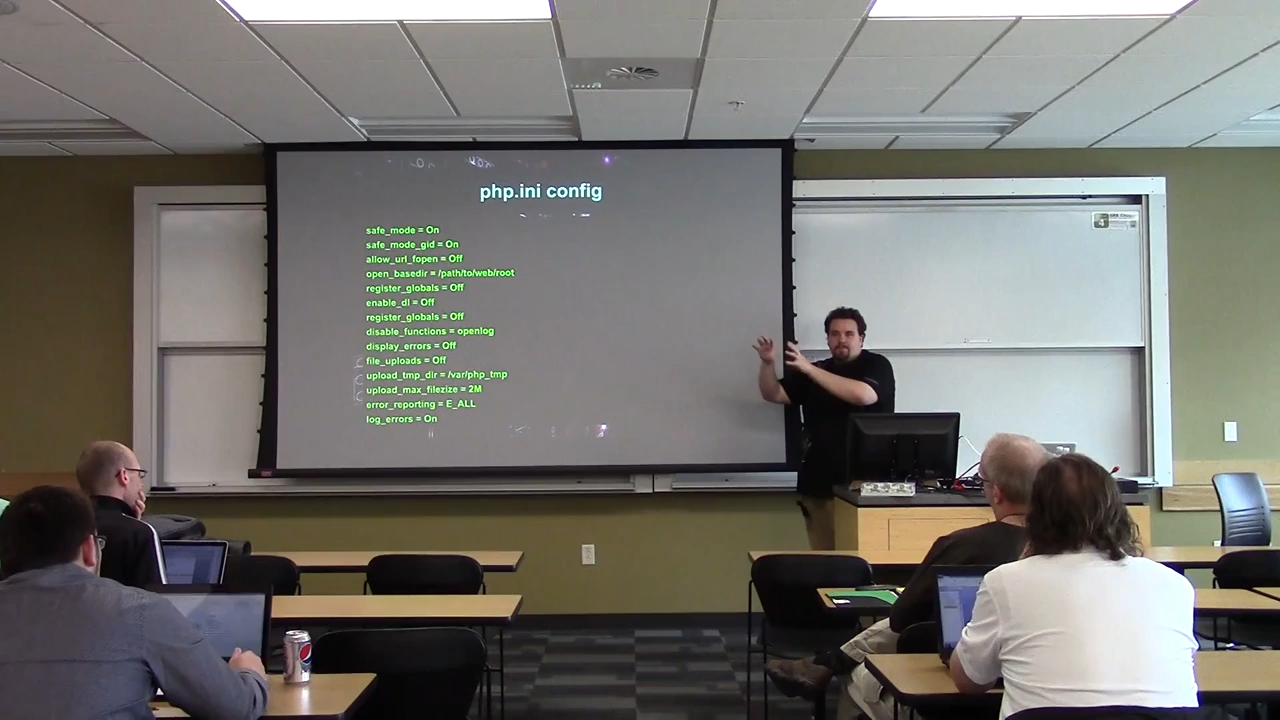 php.ini config
safe_mode = On
safe_mode_gid = On
allow_url_fopen = Off
open_basedir = /path/to/web/root
register_globals = Off
enable_dl = Off
register_globals = Off
disable_functions = openlog
display_errors = Off
file_uploads = Off
upload_tmp_dir = /var/php_tmp
upload_max_filezize = 2M
error_reporting = E_ALL
log_errors = On